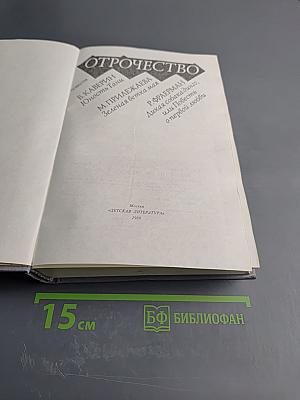 ОТРОЧЕСТВО
В. КАВЕРИН
Юность Тани
М. ПРИЛЕЖАЕВА
Зеленая ветка мая
Р. ФРАЕРМАН
Дикая собака динго,
или Повесть
о первой любви
Москва
«ДЕТСКАЯ ЛИТЕРАТУРА»
15 см
БФ БИБЛИОФАН